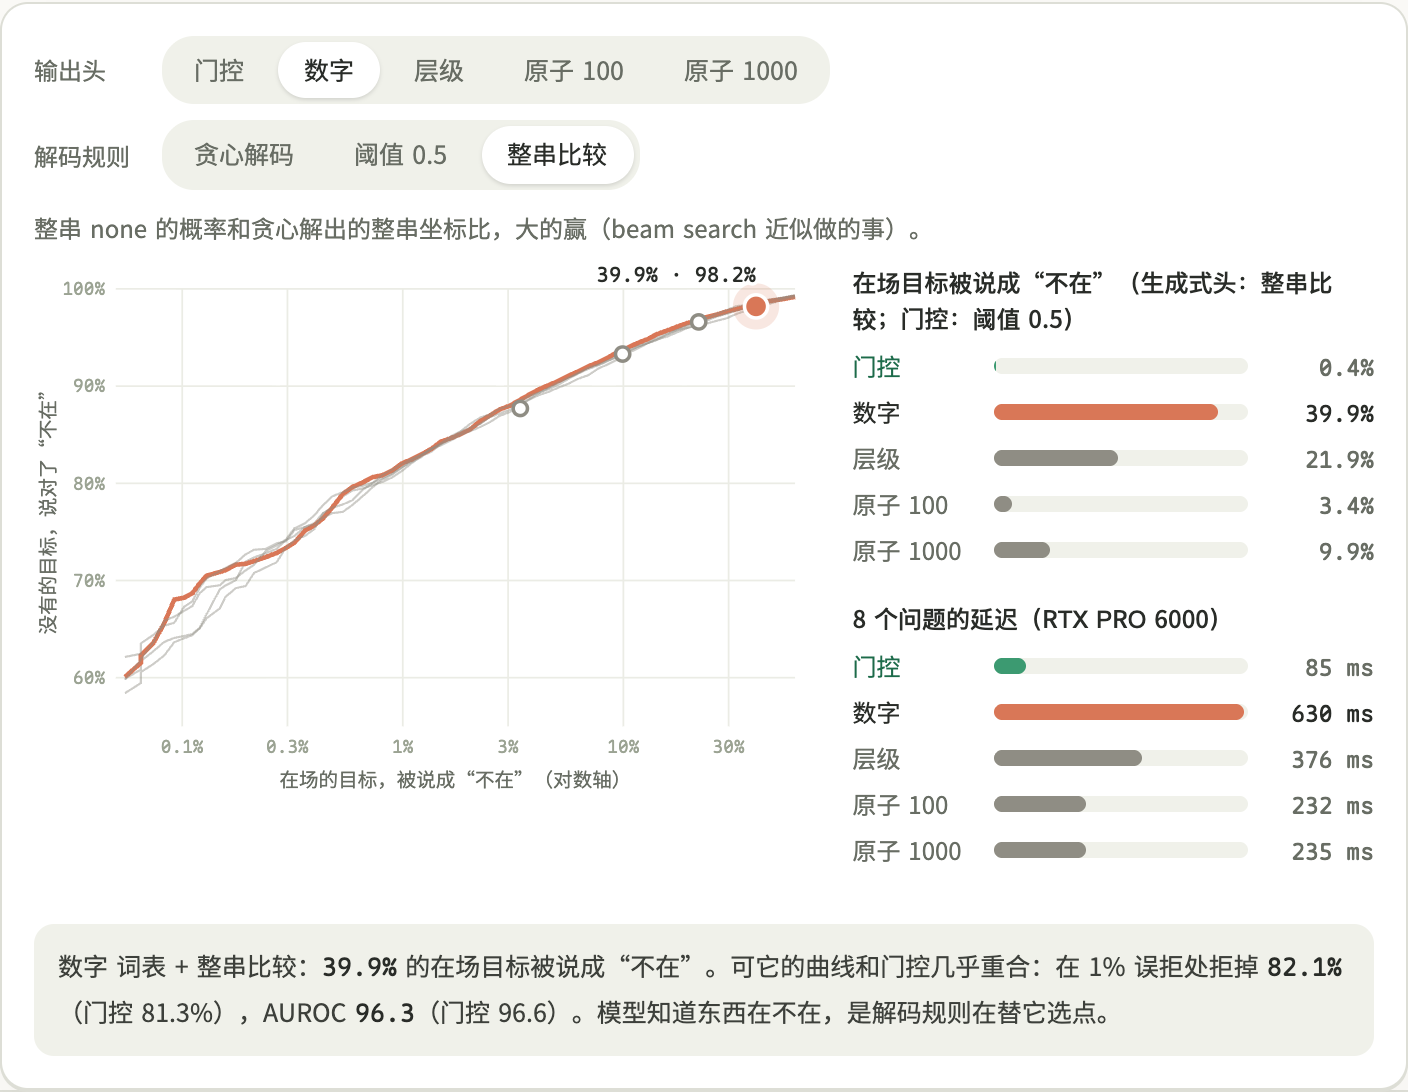 输出头 门控 数字 层级 原子 100 原子 1000
解码规则 贪心解码 阈值 0.5 整串比较
整串 none 的概率和贪心解出的整串坐标比，大的赢（beam search 近似做的事）。
39.9% · 98.2%
100%
90%
80%
70%
60%
没有的目标，说对了“不在”
0.1% 0.3% 1% 3% 10% 30%
在场的目标，被说成“不在”（对数轴）
在场目标被说成“不在”（生成式头：整串比
较；门控：阈值 0.5）
门控 0.4%
数字 39.9%
层级 21.9%
原子 100 3.4%
原子 1000 9.9%
8 个问题的延迟（RTX PRO 6000）
门控 85 ms
数字 630 ms
层级 376 ms
原子 100 232 ms
原子 1000 235 ms
数字 词表 + 整串比较：39.9% 的在场目标被说成“不在”。可它的曲线和门控几乎重合：在 1% 误拒处拒掉 82.1%
（门控 81.3%），AUROC 96.3（门控 96.6）。模型知道东西在不在，是解码规则在替它选点。